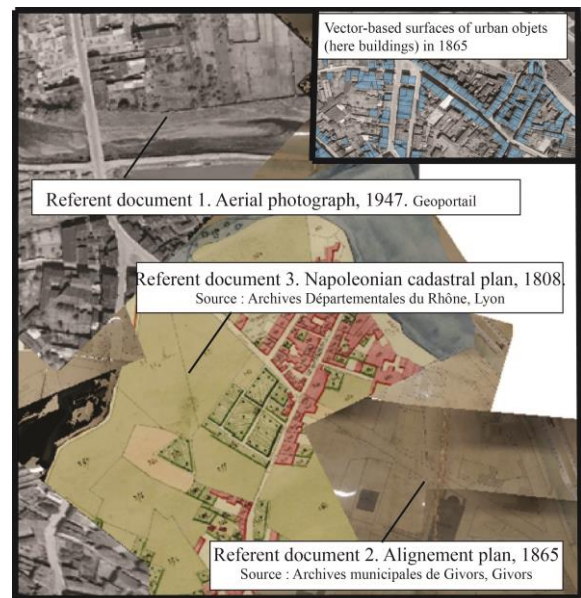 Vector-based surfaces of urban objets
(here buildings) in 1865
Referent document 1. Aerial photograph, 1947. Geoportail
Referent document 3. Napoleonian cadastral plan, 1808.
Source : Archives Départementales du Rhône, Lyon
Referent document 2. Alignement plan, 1865
Source : Archives municipales de Givors, Givors